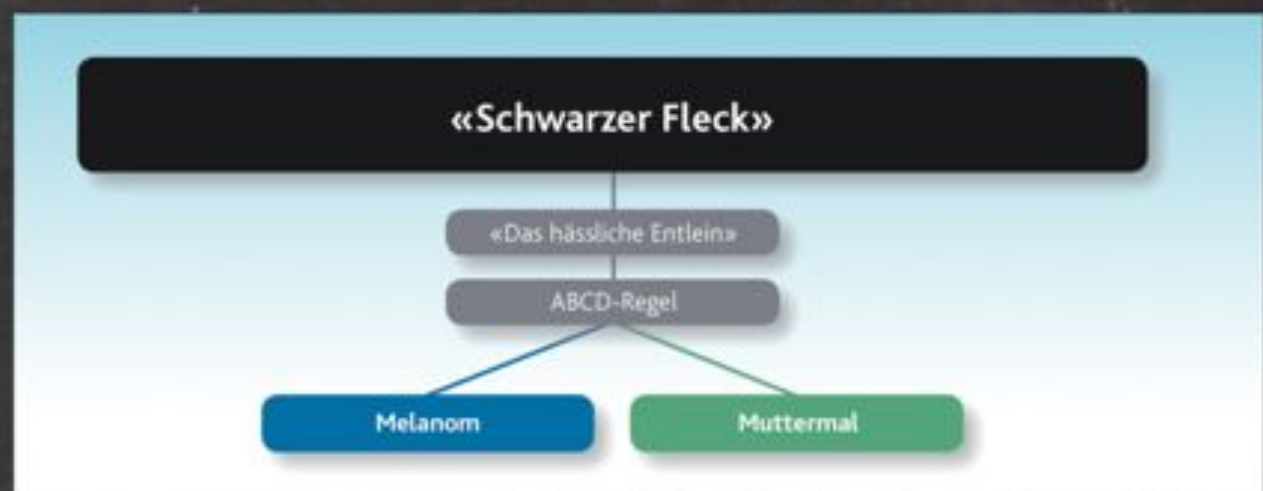 «Schwarzer Fleck»
«Das hässliche Entlein»
ABCD-Regel
Melanom
Muttermal